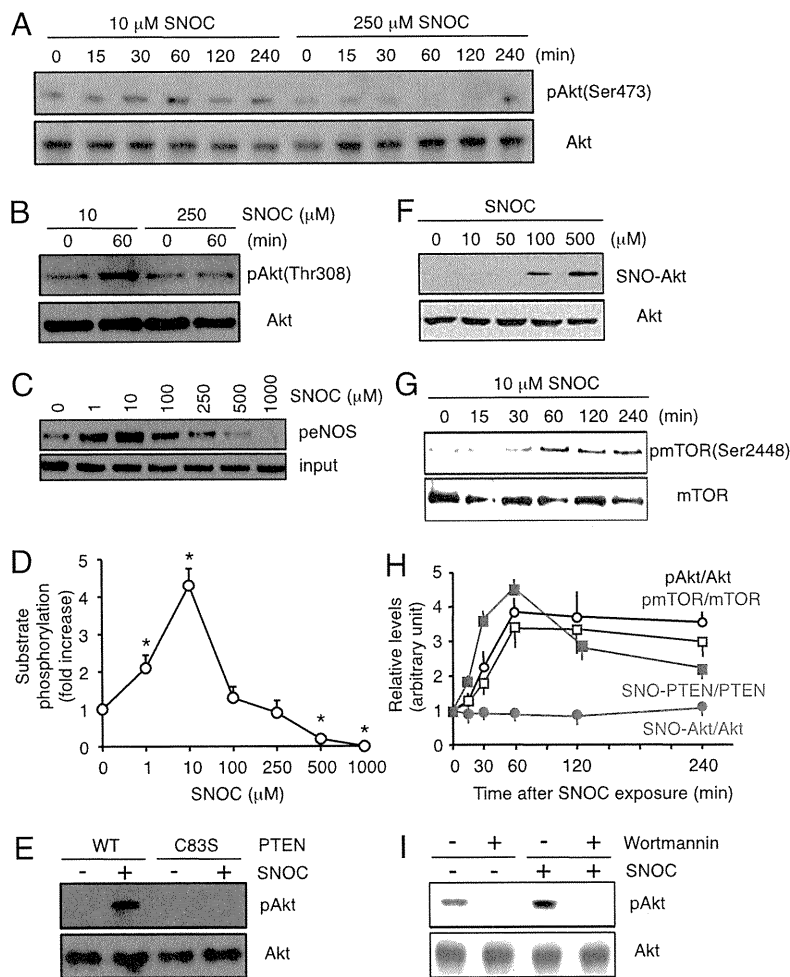 A
10 µM SNOC 250 µM SNOC
0 15 30 60 120 240 0 15 30 60 120 240 (min)
pAkt(Ser473)
Akt
B
10 250 SNOC (µM)
0 60 0 60 (min)
pAkt(Thr308)
Akt
C
0 1 10 100 250 500 1000 SNOC (µM)
peNOS
input
D
Substrate
phosphorylation
(fold increase)
5
4
3
2
1
0
* * * *
0 1 10 100 250 500 1000
SNOC (µM)
E
WT C83S PTEN
- + - + SNOC
pAkt
Akt
F
SNOC
0 10 50 100 500 (µM)
SNO-Akt
Akt
G
10 µM SNOC
0 15 30 60 120 240 (min)
pmTOR(Ser2448)
mTOR
H
Relative levels
(arbitrary unit)
5
4
3
2
1
0
pAkt/Akt
pmTOR/mTOR
SNO-PTEN/PTEN
SNO-Akt/Akt
0 30 60 120 240
Time after SNOC exposure (min)
I
- + - + Wortmannin
- - + + SNOC
pAkt
Akt